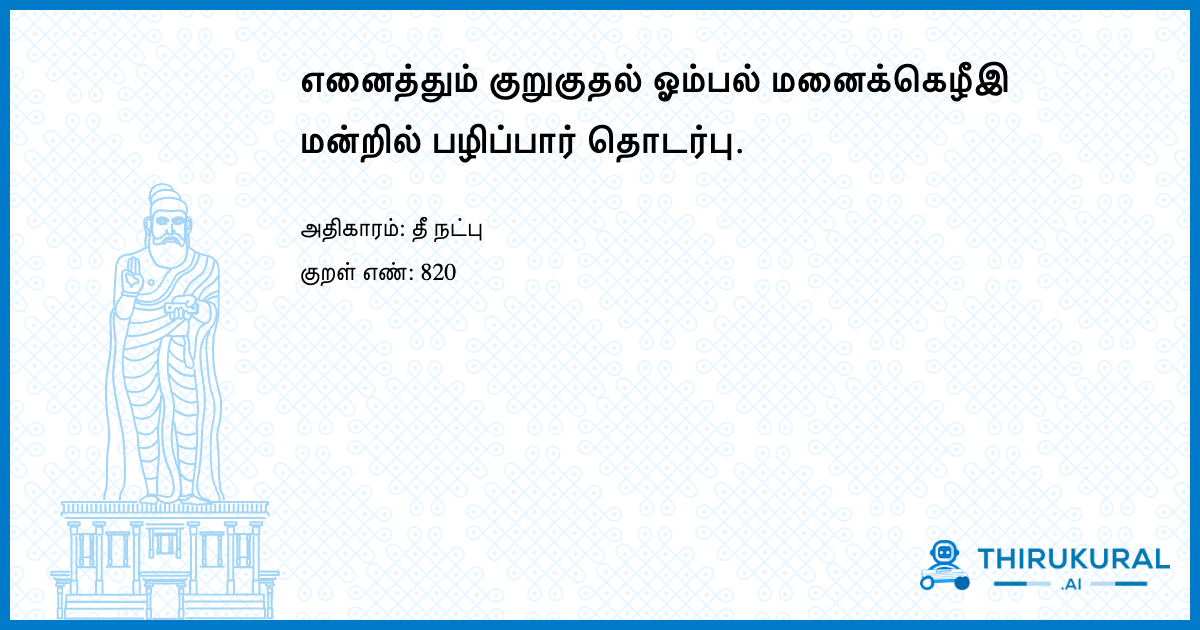 எனைத்தும் குறுகுதல் ஓம்பல் மனைக்கெழீஇ
மன்றில் பழிப்பார் தொடர்பு.
அதிகாரம்: தீ நட்பு
குறள் எண்: 820
THIRUKURAL
.AI